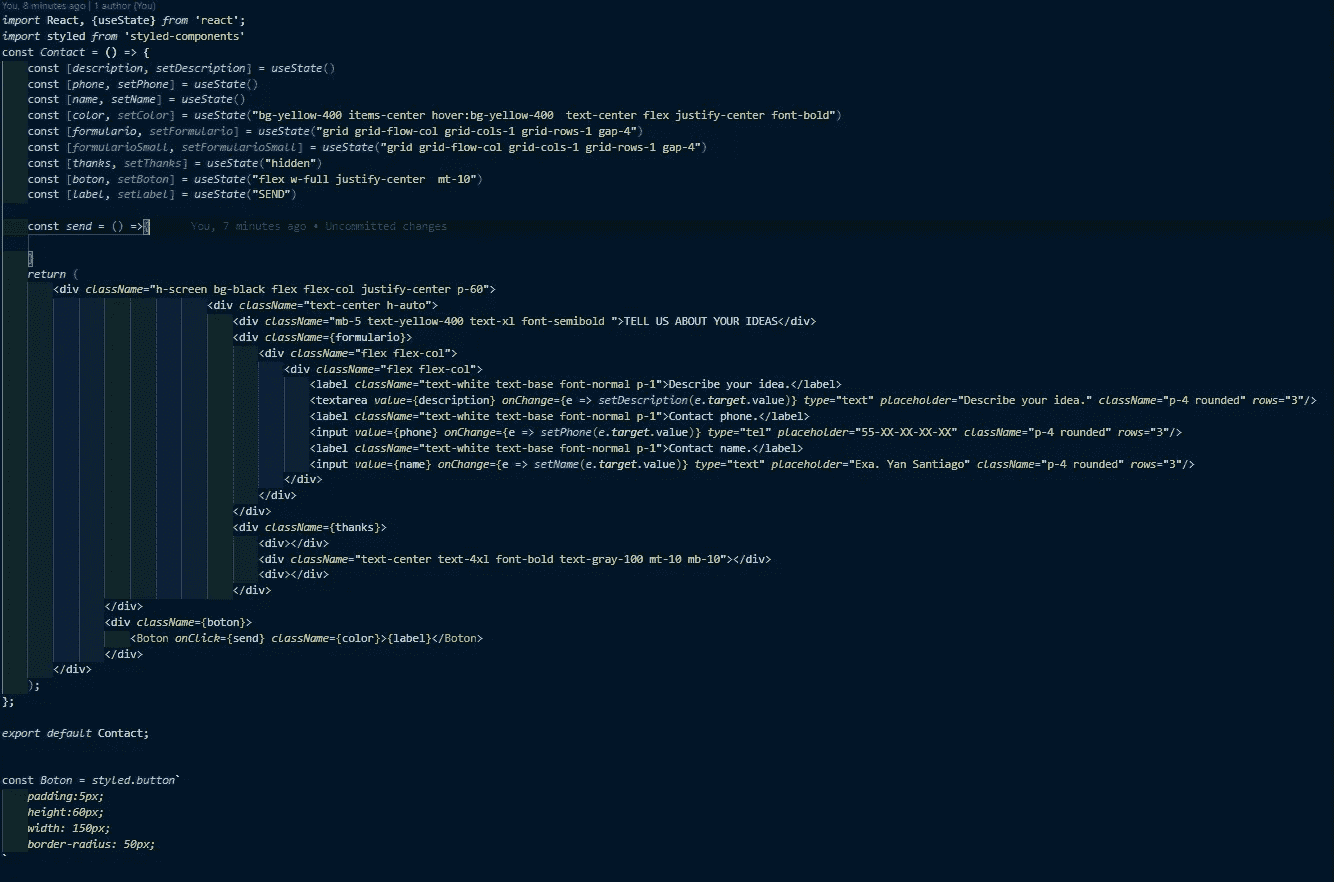 You, 8 minutes ago | 1 author (You)
import React, {useState} from 'react';
import styled from 'styled-components'
const Contact = () => {
const [description, setDescription] = useState()
const [phone, setPhone] = useState()
const [name, setName] = useState()
const [color, setColor] = useState("bg-yellow-400 items-center hover:bg-yellow-400  text-center flex justify-center font-bold")
const [formulario, setFormulario] = useState("grid grid-flow-col grid-cols-1 grid-rows-1 gap-4")
const [formularioSmall, setFormularioSmall] = useState("grid grid-flow-col grid-cols-1 grid-rows-1 gap-4")
const [thanks, setThanks] = useState("hidden")
const [boton, setBoton] = useState("flex w-full justify-center  mt-10")
const [label, setLabel] = useState("SEND")
const send = () =>{ You, 7 minutes ago • Uncommitted changes
}
return (
<div className="h-screen bg-black flex flex-col justify-center p-60">
<div className="text-center h-auto">
<div className="mb-5 text-yellow-400 text-xl font-semibold ">TELL US ABOUT YOUR IDEAS</div>
<div className={formulario}>
<div className="flex flex-col">
<div className="flex flex-col">
<label className="text-white text-base font-normal p-1">Describe your idea.</label>
<textarea value={description} onChange={e => setDescription(e.target.value)} type="text" placeholder="Describe your idea." className="p-4 rounded" rows="3"/>
<label className="text-white text-base font-normal p-1">Contact phone.</label>
<input value={phone} onChange={e => setPhone(e.target.value)} type="tel" placeholder="55-XX-XX-XX-XX" className="p-4 rounded" rows="3"/>
<label className="text-white text-base font-normal p-1">Contact name.</label>
<input value={name} onChange={e => setName(e.target.value)} type="text" placeholder="Exa. Yan Santiago" className="p-4 rounded" rows="3"/>
</div>
</div>
</div>
<div className={thanks}>
<div></div>
<div className="text-center text-4xl font-bold text-gray-100 mt-10 mb-10"></div>
<div></div>
</div>
</div>
<div className={boton}>
<Boton onClick={send} className={color}>{label}</Boton>
</div>
</div>
);
};
export default Contact;
const Boton = styled.button`
padding:5px;
height:60px;
width: 150px;
border-radius: 50px;
`